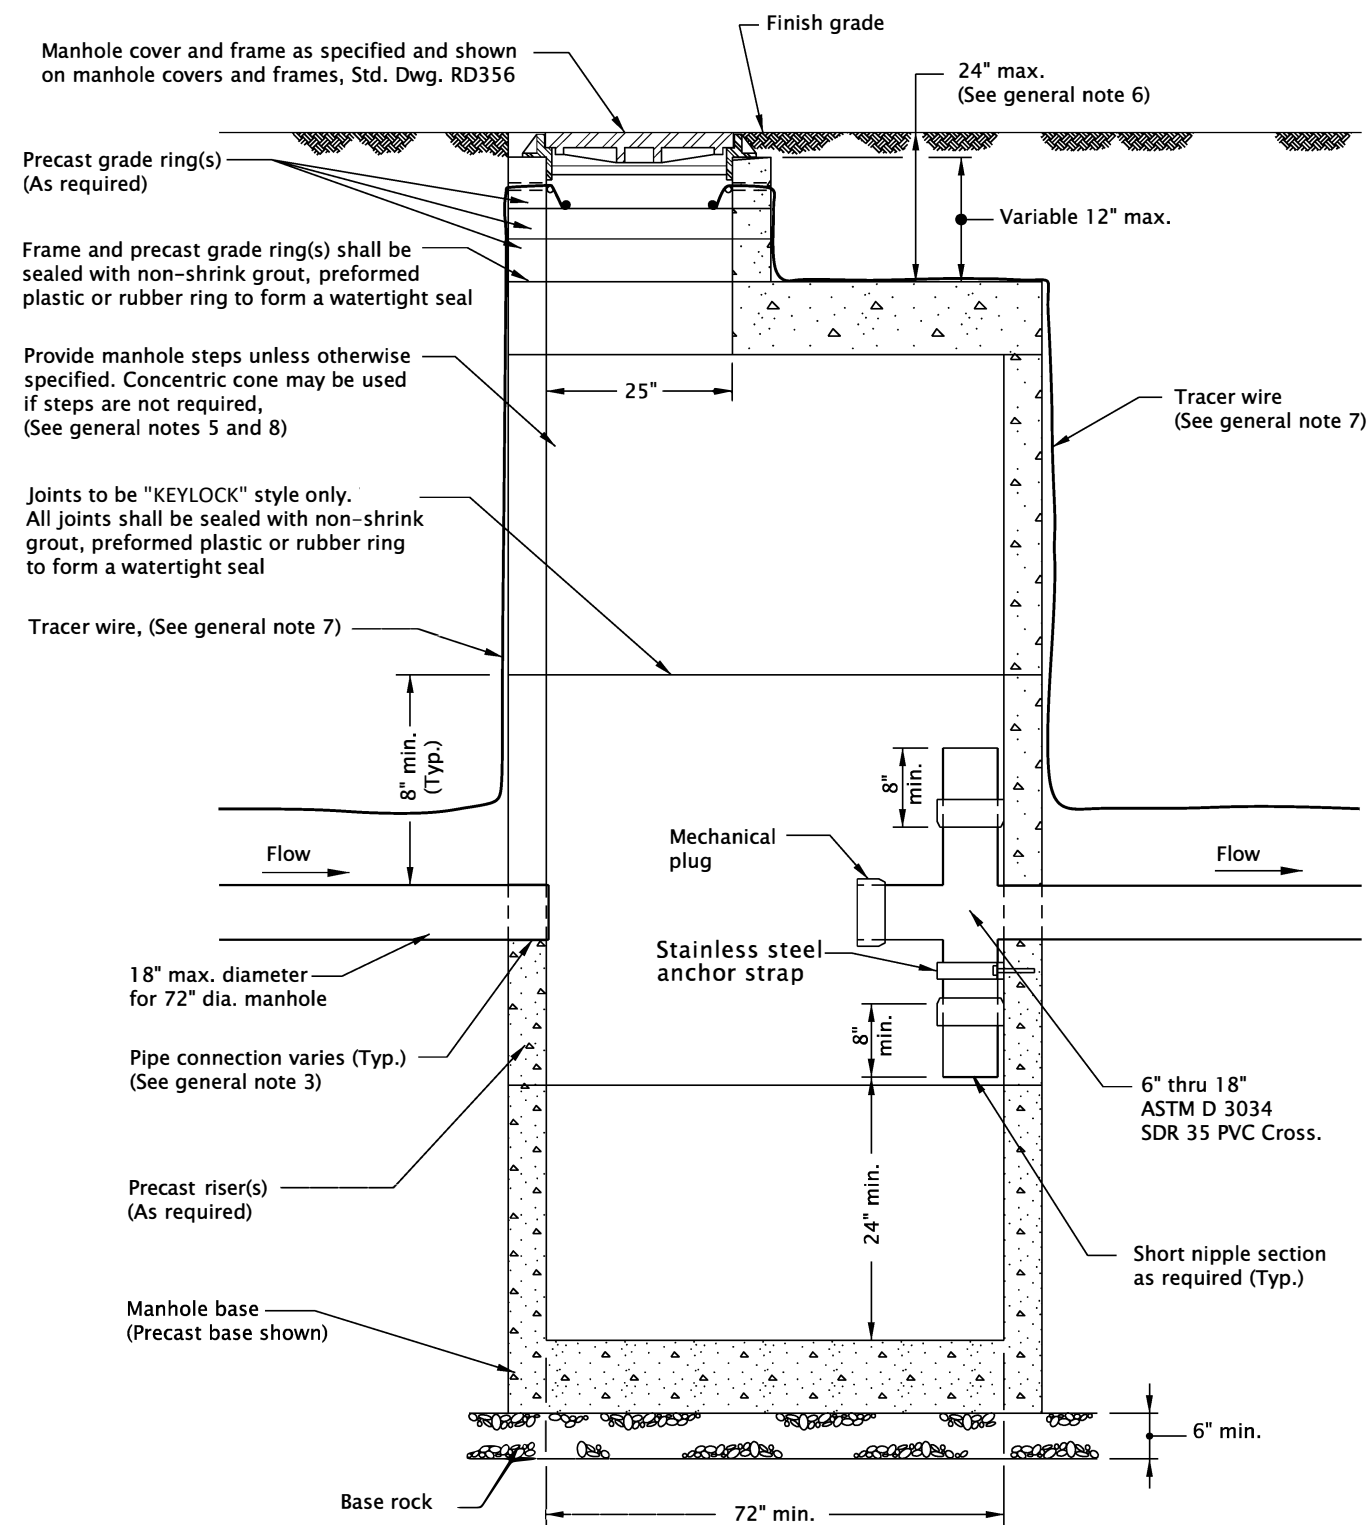 Finish grade
Manhole cover and frame as specified and shown
on manhole covers and frames, Std. Dwg. RD356
24" max.
(See general note 6)
Precast grade ring(s)
(As required)
Variable 12" max.
Frame and precast grade ring(s) shall be
sealed with non-shrink grout, preformed
plastic or rubber ring to form a watertight seal
Provide manhole steps unless otherwise
specified. Concentric cone may be used
if steps are not required,
(See general notes 5 and 8)
25"
Tracer wire
(See general note 7)
Joints to be "KEYLOCK" style only.
All joints shall be sealed with non-shrink
grout, preformed plastic or rubber ring
to form a watertight seal
Tracer wire, (See general note 7)
8" min.
(Typ.)
8"
min.
Mechanical
plug
Flow
Flow
Stainless steel
anchor strap
18" max. diameter
for 72" dia. manhole
8"
min.
Pipe connection varies (Typ.)
(See general note 3)
6" thru 18"
ASTM D 3034
SDR 35 PVC Cross.
Precast riser(s)
(As required)
24" min.
Short nipple section
as required (Typ.)
Manhole base
(Precast base shown)
6" min.
Base rock
72" min.